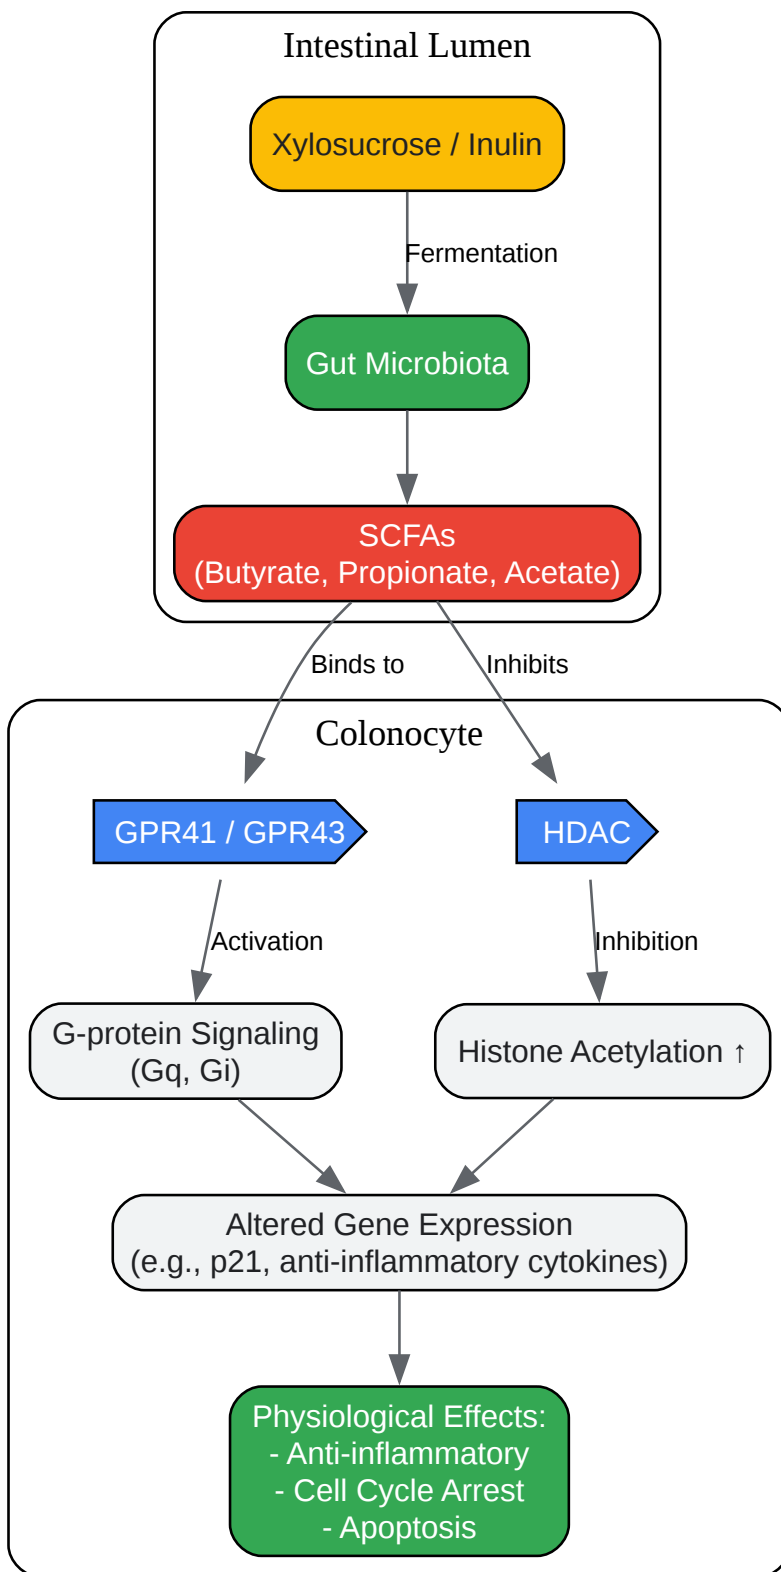 Intestinal Lumen
Xylosucrose / Inulin
Fermentation
Gut Microbiota
SCFAs
(Butyrate, Propionate, Acetate)
Binds to
Inhibits
Colonocyte
GPR41 / GPR43
HDAC
Activation
Inhibition
G-protein Signaling
(Gq, Gi)
Histone Acetylation ↑
Altered Gene Expression
(e.g., p21, anti-inflammatory cytokines)
Physiological Effects:
- Anti-inflammatory
- Cell Cycle Arrest
- Apoptosis